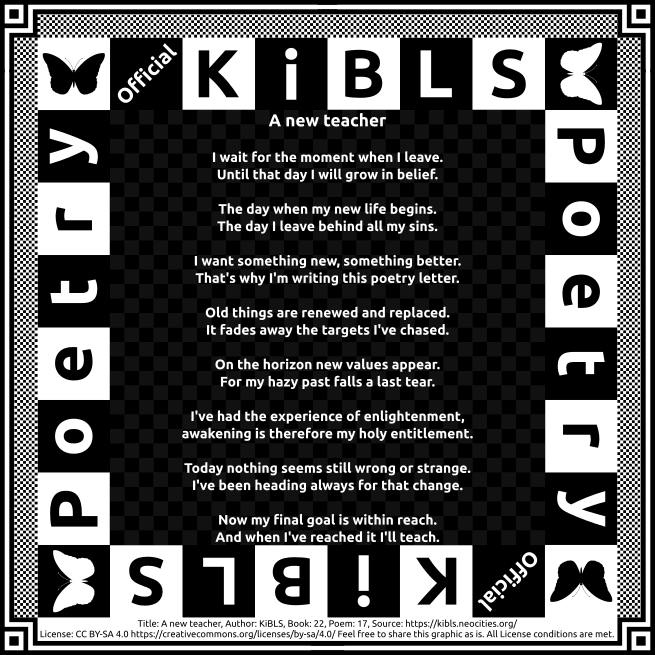 Official KiBLS
Poetry
Poetry
A new teacher
I wait for the moment when I leave.
Until that day I will grow in belief.
The day when my new life begins.
The day I leave behind all my sins.
I want something new, something better.
That's why I'm writing this poetry letter.
Old things are renewed and replaced.
It fades away the targets I've chased.
On the horizon new values appear.
For my hazy past falls a last tear.
I've had the experience of enlightenment,
awakening is therefore my holy entitlement.
Today nothing seems still wrong or strange.
I've been heading always for that change.
Now my final goal is within reach.
And when I've reached it I'll teach.
Official KiBLS
Title: A new teacher, Author: KiBLS, Book: 22, Poem: 17, Source: https://kibls.neocities.org/
License: CC BY-SA 4.0 https://creativecommons.org/licenses/by-sa/4.0/ Feel free to share this graphic as is. All License conditions are met.